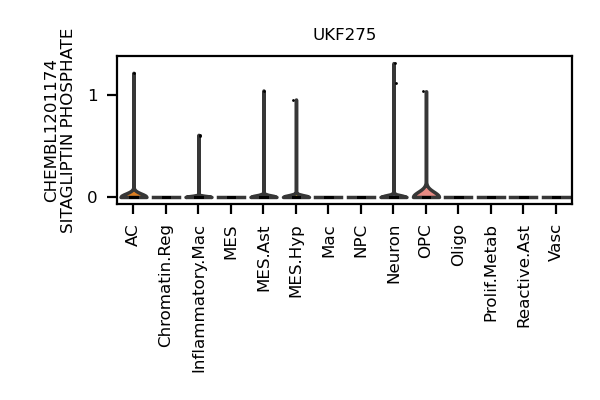 UKF275
CHEMBL1201174
SITAGLIPTIN PHOSPHATE
1
0
AC
Chromatin.Reg
Inflammatory.Mac
MES
MES.Ast
MES.Hyp
Mac
NPC
Neuron
OPC
Oligo
Prolif.Metab
Reactive.Ast
Vasc